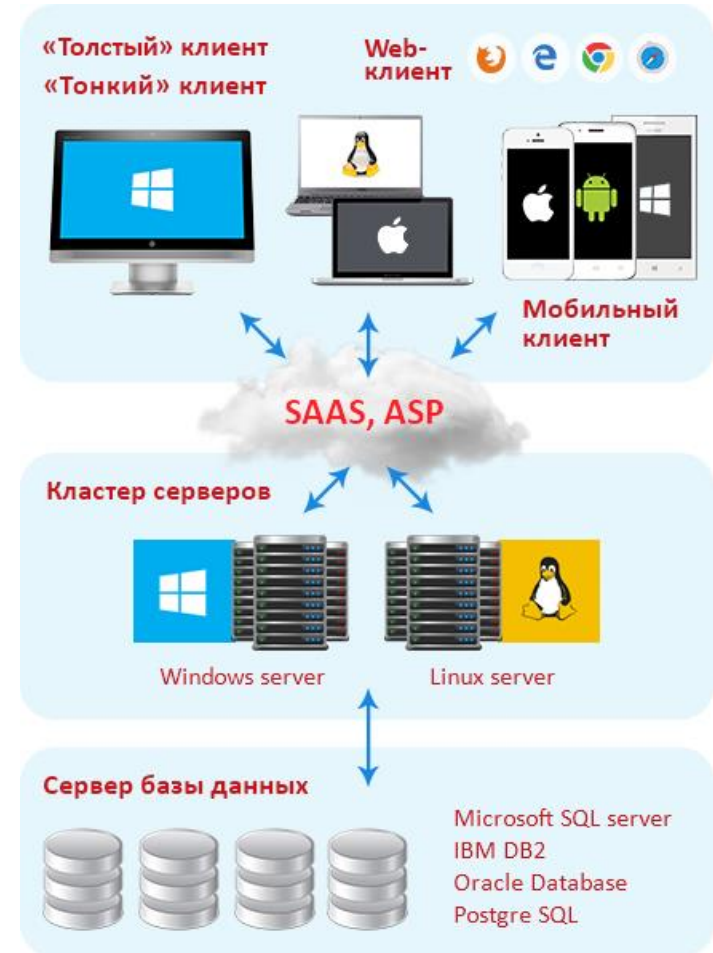 «Толстый» клиент
«Тонкий» клиент
Web-
клиент
Мобильный
клиент
SAAS, ASP
Кластер серверов
Windows server
Linux server
Сервер базы данных
Microsoft SQL server
IBM DB2
Oracle Database
Postgre SQL